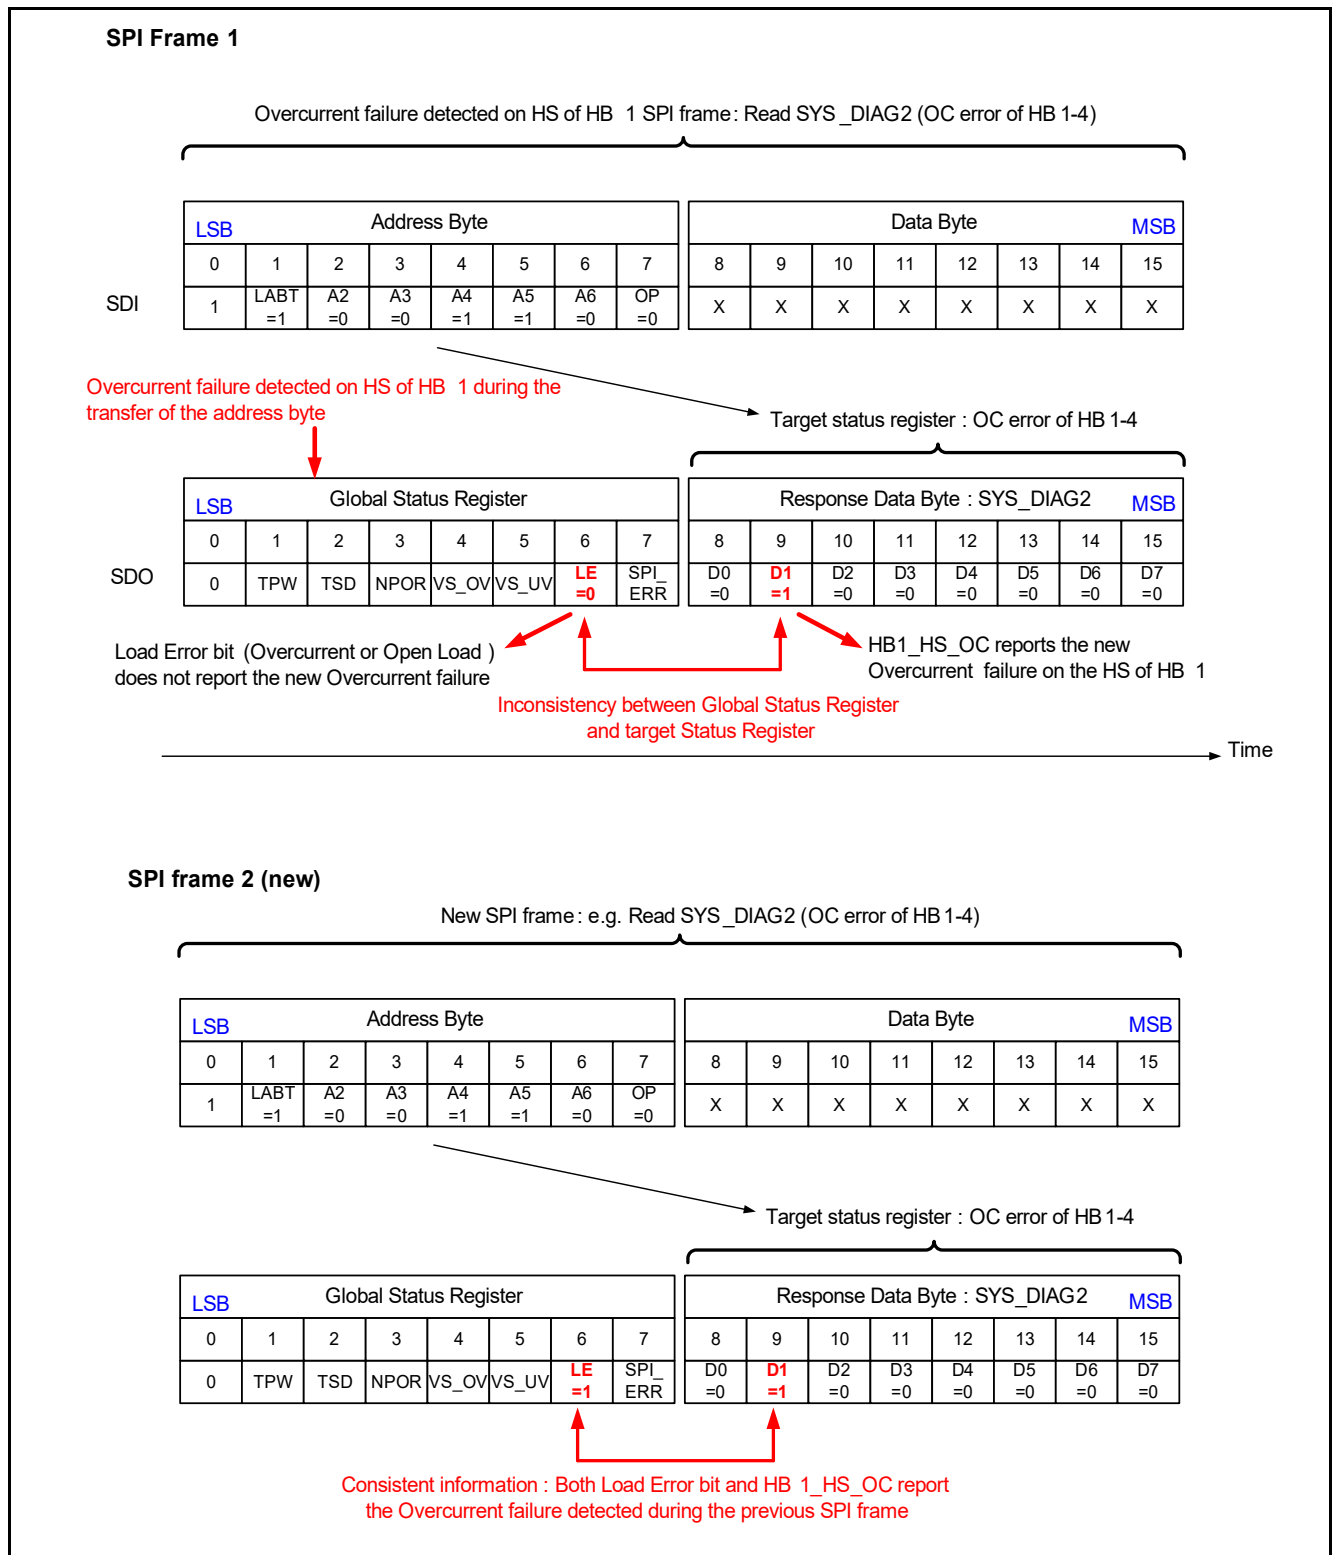 SPI Frame 1
Overcurrent failure detected on HS of HB 1 SPI frame: Read SYS_DIAG2 (OC error of HB 1-4)
LSB Address Byte Data Byte MSB
0 1 2 3 4 5 6 7 8 9 10 11 12 13 14 15
SDI 1 LABT =1 A2 =0 A3 =0 A4 =1 A5 =1 A6 =0 OP =0 X X X X X X X X
Overcurrent failure detected on HS of HB 1 during the
transfer of the address byte
Target status register : OC error of HB 1-4
LSB Global Status Register Response Data Byte : SYS_DIAG2 MSB
0 1 2 3 4 5 6 7 8 9 10 11 12 13 14 15
SDO 0 TPW TSD NPOR VS_OV VS_UV LE =0 SPI_ ERR D0 =0 D1 =1 D2 =0 D3 =0 D4 =0 D5 =0 D6 =0 D7 =0
Load Error bit (Overcurrent or Open Load )
does not report the new Overcurrent failure
HB1_HS_OC reports the new
Overcurrent failure on the HS of HB 1
Inconsistency between Global Status Register
and target Status Register
Time
SPI frame 2 (new)
New SPI frame : e.g. Read SYS_DIAG2 (OC error of HB 1-4)
LSB Address Byte Data Byte MSB
0 1 2 3 4 5 6 7 8 9 10 11 12 13 14 15
1 LABT =1 A2 =0 A3 =0 A4 =1 A5 =1 A6 =0 OP =0 X X X X X X X X
Target status register : OC error of HB 1-4
LSB Global Status Register Response Data Byte : SYS_DIAG2 MSB
0 1 2 3 4 5 6 7 8 9 10 11 12 13 14 15
0 TPW TSD NPOR VS_OV VS_UV LE =1 SPI_ ERR D0 =0 D1 =1 D2 =0 D3 =0 D4 =0 D5 =0 D6 =0 D7 =0
Consistent information : Both Load Error bit and HB 1_HS_OC report
the Overcurrent failure detected during the previous SPI frame